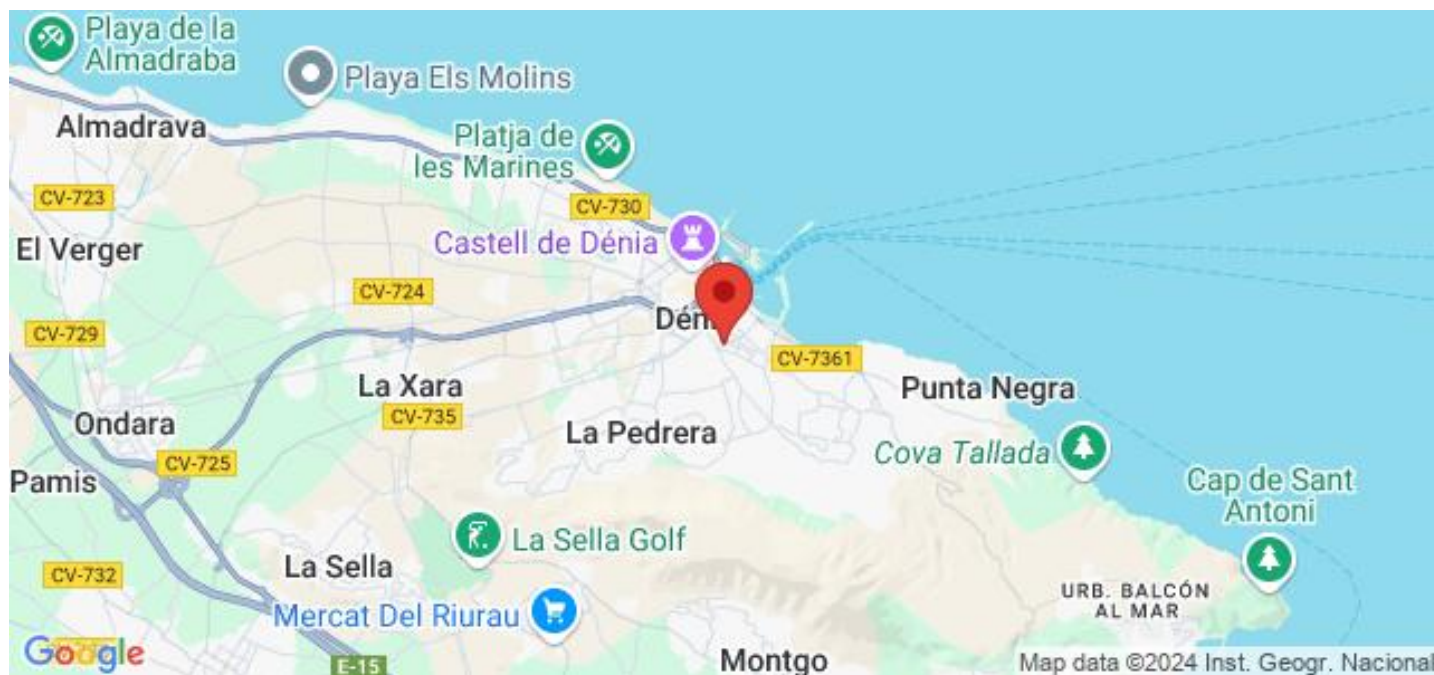 Playa de la
Almadraba
Playa Els Molins
Almadrava
Platja de
les Marines
CV-723
CV-730
El Verger
Castell de Dénia
CV-724
CV-729
CV-7361
La Xara
Punta Negra
CV-735
Ondara
La Pedrera
Cova Tallada
CV-725
Pamis
Cap de Sant
Antoni
La Sella Golf
La Sella
CV-732
URB. BALCÓN
AL MAR
Mercat Del Riurau
Google
E-15
Montgo
Map data ©2024 Inst. Geogr. Nacional